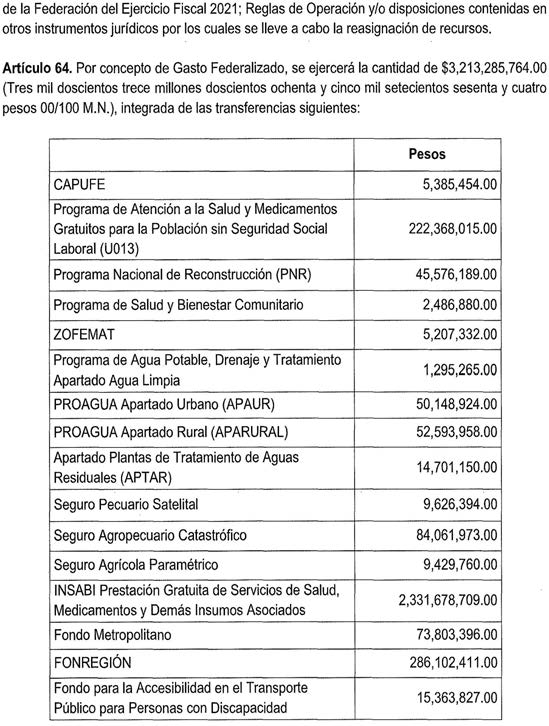 de la Federación del Ejercicio Fiscal 2021; Reglas de Operación y/o disposiciones contenidas en
otros instrumentos jurídicos por los cuales se lleve a cabo la reasignación de recursos.
Artículo 64. Por concepto de Gasto Federalizado, se ejercerá la cantidad de $3,213,285,764.00
(Tres mil doscientos trece millones doscientos ochenta y cinco mil setecientos sesenta y cuatro
pesos 00/100 M.N.), integrada de las transferencias siguientes:
Pesos
CAPUFE 5,385,454.00
Programa de Atención a la Salud y Medicamentos
Gratuitos para la Población sin Seguridad Social 222,368,015.00
Laboral (U013)
Programa Nacional de Reconstrucción (PNR) 45,576,189.00
Programa de Salud y Bienestar Comunitario 2,486,880.00
ZOFEMAT 5,207,332.00
Programa de Agua Potable, Drenaje y Tratamiento
Apartado Agua Limpia 1,295,265.00
PROAGUA Apartado Urbano (APAUR) 50,148,924.00
PROAGUA Apartado Rural (APARURAL) 52,593,958.00
Apartado Plantas de Tratamiento de Aguas
Residuales (APTAR) 14,701,150.00
Seguro Pecuario Satelital 9,626,394.00
Seguro Agropecuario Catastrófico 84,061,973.00
Seguro Agrícola Paramétrico 9,429,760.00
INSABI Prestación Gratuita de Servicios de Salud,
Medicamentos y Demás Insumos Asociados 2,331,678,709.00
Fondo Metropolitano 73,803,396.00
FONREGIÓN 286,102,411.00
Fondo para la Accesibilidad en el Transporte
Público para Personas con Discapacidad 15,363,827.00